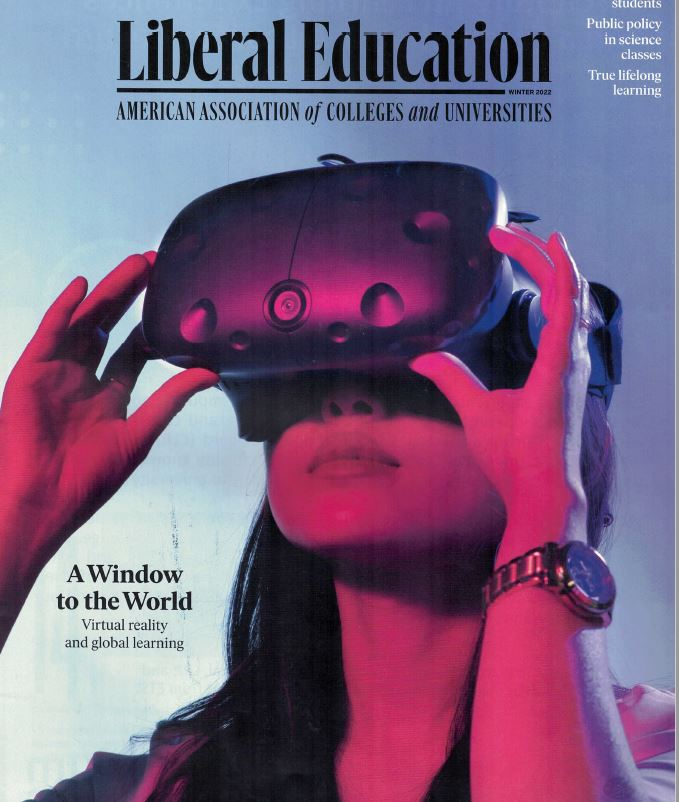 students
Public policy
in science
classes
True lifelong
learning
Liberal Education
WINTER 2022
AMERICAN ASSOCIATION of COLLEGES and UNIVERSITIES
A Window
to the World
Virtual reality
and global learning